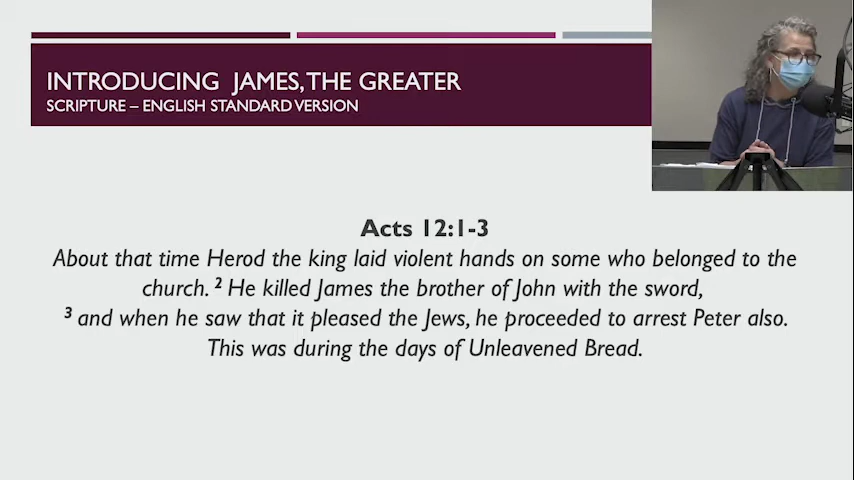 INTRODUCING JAMES, THE GREATER
SCRIPTURE – ENGLISH STANDARD VERSION
Acts 12:1-3
About that time Herod the king laid violent hands on some who belonged to the
church. ² He killed James the brother of John with the sword,
³ and when he saw that it pleased the Jews, he proceeded to arrest Peter also.
This was during the days of Unleavened Bread.